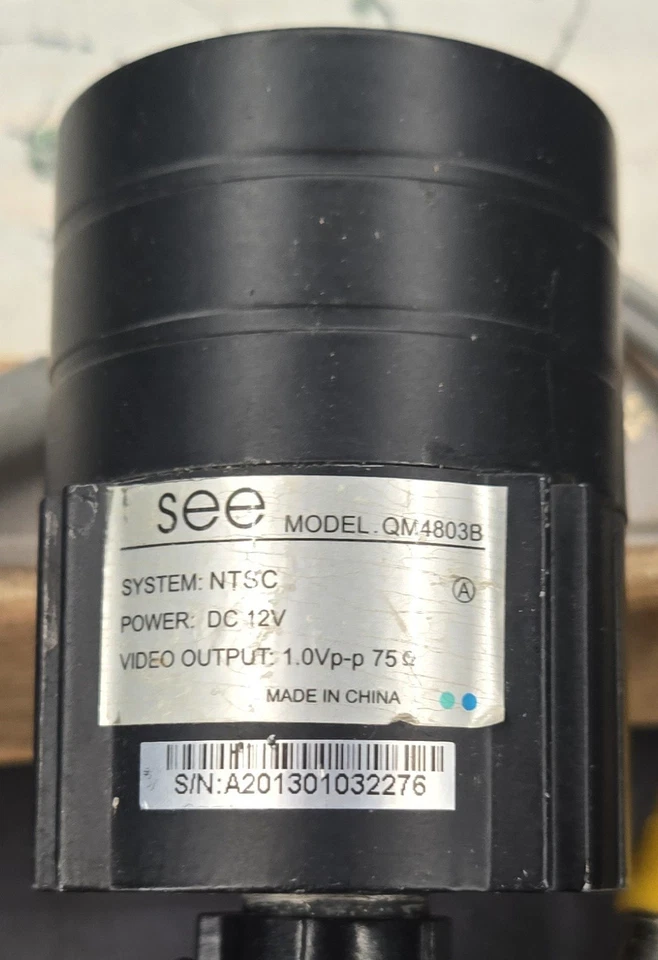 see MODEL: QM4803B
SYSTEM: NTSC
A
POWER: DC 12V
VIDEO OUTPUT: 1.0Vp-p 75Ω
MADE IN CHINA
S/N:A201301032276